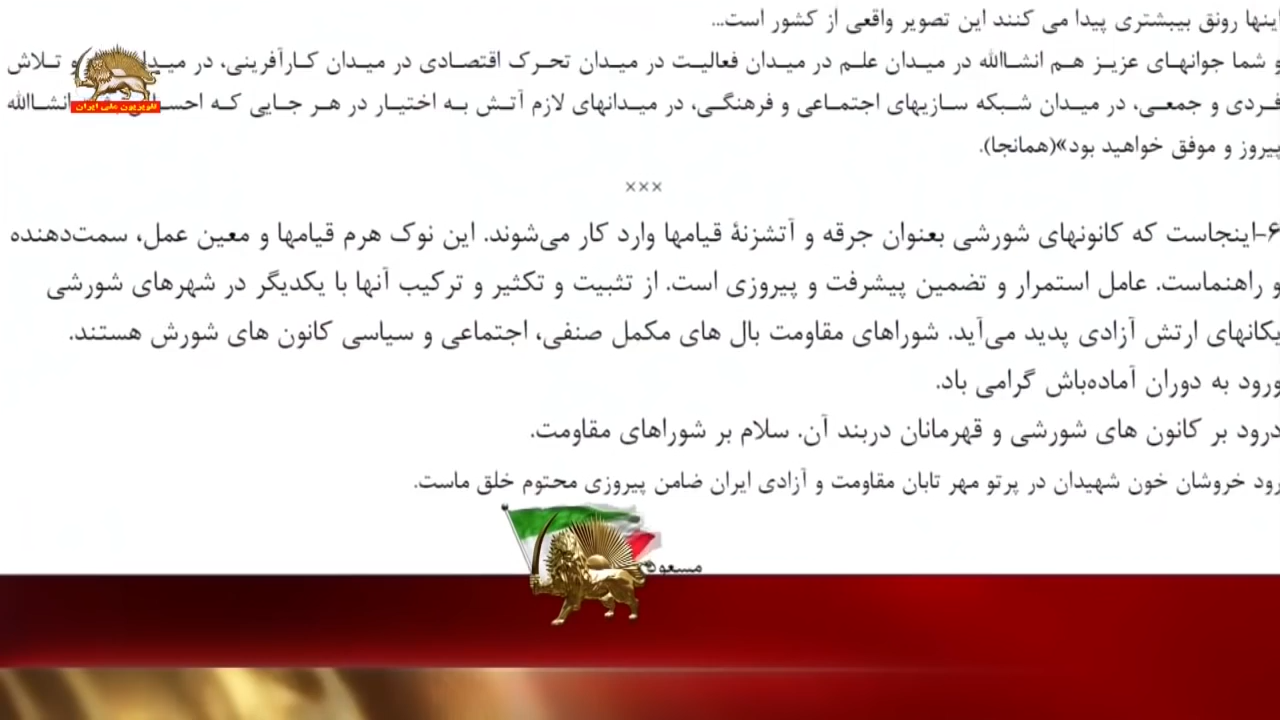 اینها رونق بیبشتری پیدا می کنند این تصویر واقعی از کشور است...
شما جوانهای عزیز هم انشاالله در میدان علم در میدان فعالیت در میدان تحرک اقتصادی در میدان کارآفرینی، در تلاش
فردی و جمعی، در میدان شبکه سازیهای اجتماعی و فرهنگی، در میدانهای لازم آتش به اختیار در هر جایی که انشاالله
پیروز و موفق خواهید بود»(همانجا).
×××
۶-اینجاست که کانونهای شورشی بعنوان جرقه و آتشزنهٔ قیامها وارد کار می‌شوند. این نوک هرم قیامها و معین عمل، سمت‌دهنده
و راهنماست. عامل استمرار و تضمین پیشرفت و پیروزی است. از تثبیت و تکثیر و ترکیب آنها با یکدیگر در شهرهای شورشی
یکانهای ارتش آزادی پدید می‌آید. شوراهای مقاومت بال های مکمل صنفی، اجتماعی و سیاسی کانون های شورش هستند.
ورود به دوران آماده‌باش گرامی باد.
درود بر کانون های شورشی و قهرمانان دربند آن. سلام بر شوراهای مقاومت.
رود خروشان خون شهیدان در پرتو مهر تابان مقاومت و آزادی ایران ضامن پیروزی محتوم خلق ماست.
تلویزیون ملی ایران